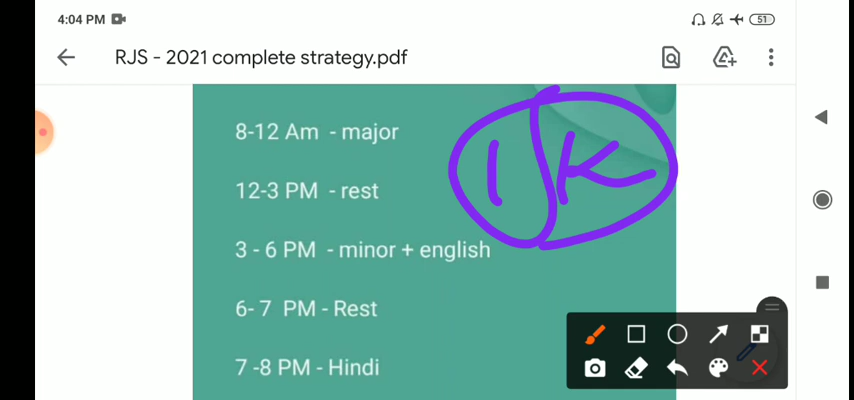 4:04 PM 51
RJS - 2021 complete strategy.pdf
8-12 Am - major
12-3 PM - rest
3 - 6 PM - minor + english
6- 7 PM - Rest
7 -8 PM - Hindi